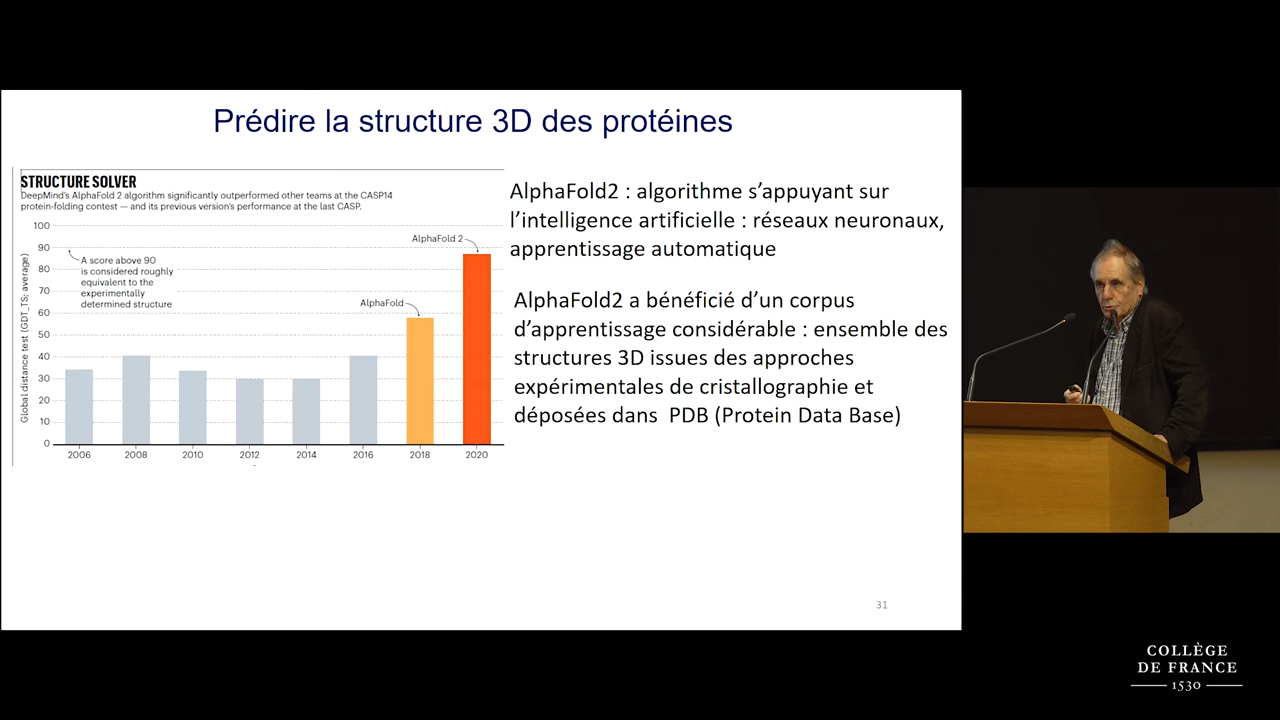 Prédire la structure 3D des protéines
STRUCTURE SOLVER
DeepMind's AlphaFold 2 algorithm significantly outperformed other teams at the CASP14
protein-folding contest — and its previous version's performance at the last CASP.
Global distance test (GDT_TS; average)
100
90
80
70
60
50
40
30
20
10
0
A score above 90
is considered roughly
equivalent to the
experimentally
determined structure
AlphaFold
AlphaFold 2
2006 2008 2010 2012 2014 2016 2018 2020
AlphaFold2 : algorithme s’appuyant sur
l’intelligence artificielle : réseaux neuronaux,
apprentissage automatique
AlphaFold2 a bénéficié d’un corpus
d’apprentissage considérable : ensemble des
structures 3D issues des approches
expérimentales de cristallographie et
déposées dans PDB (Protein Data Base)
31
COLLÈGE
DE FRANCE
1530